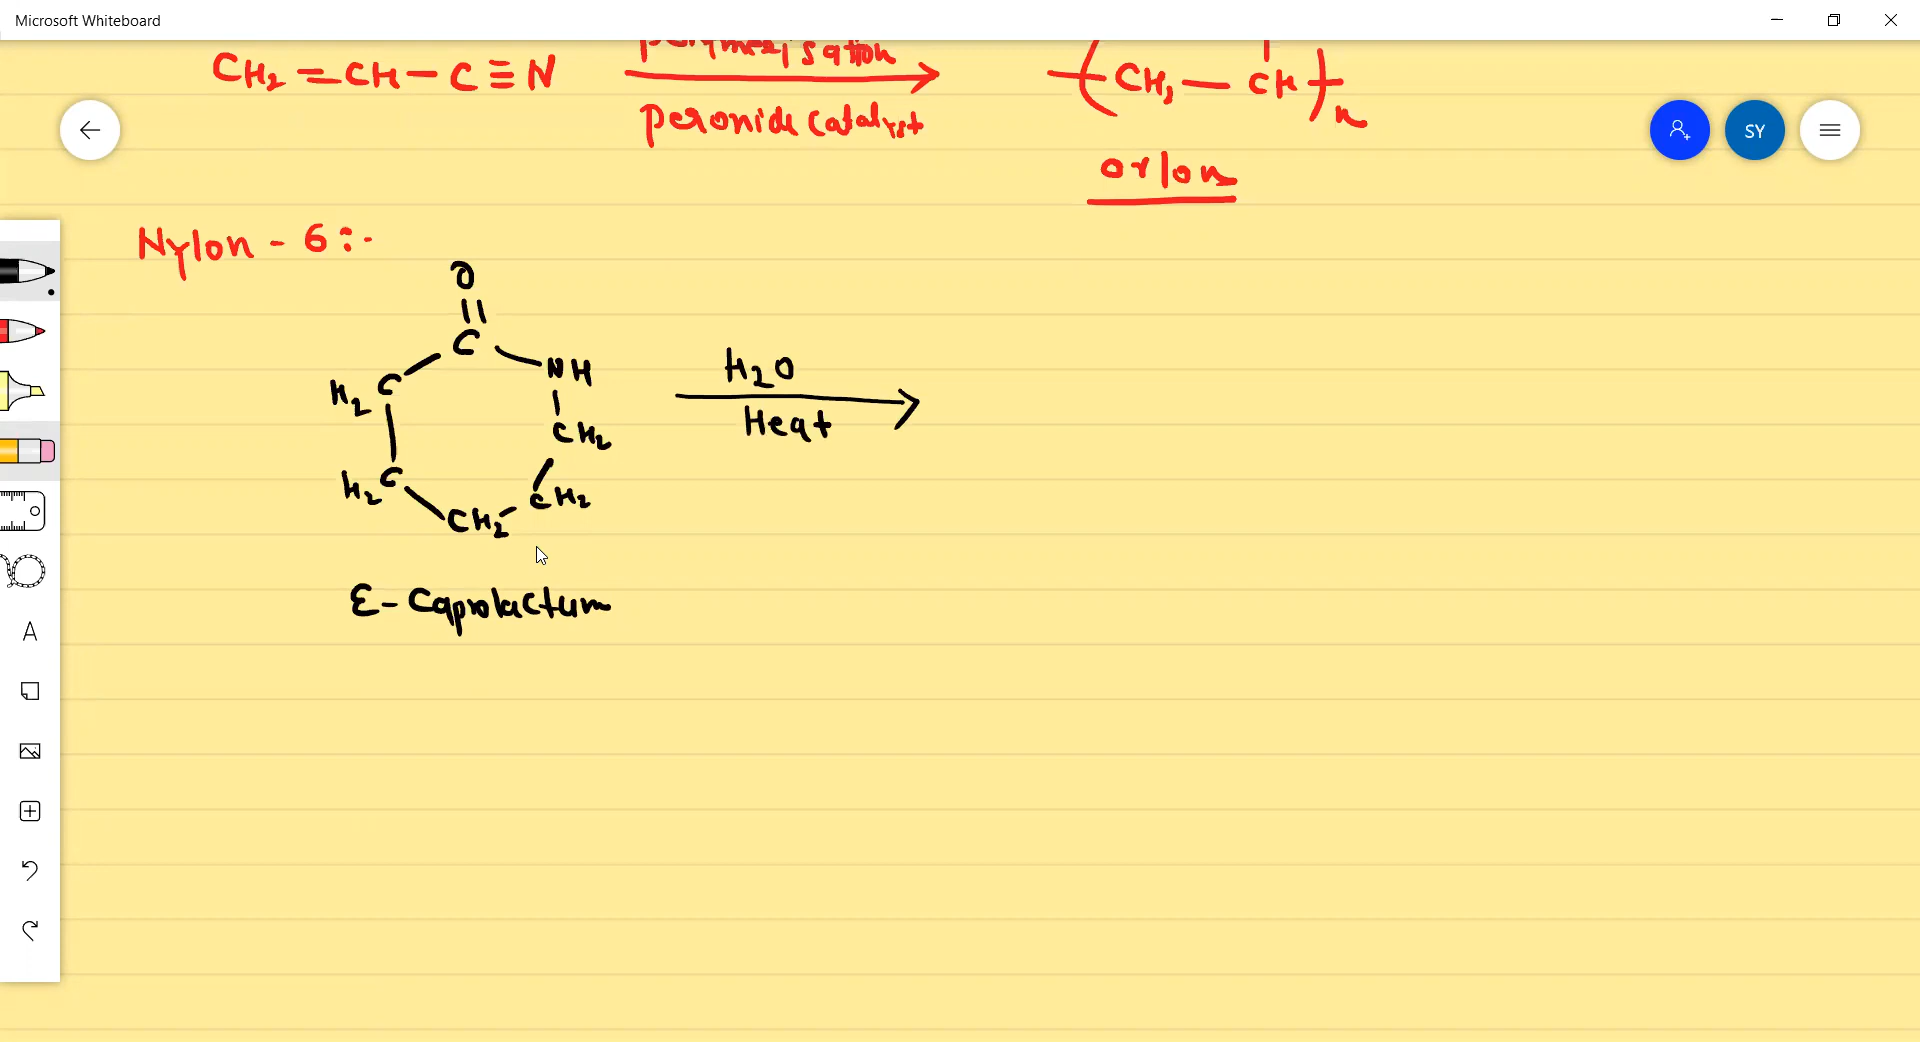 Microsoft Whiteboard
polymerisation
CH2=CH-C≡N
(CH2-CH)n
peroxide catalyst
SY
orlon
Nylon-6:-
O
C
NH
H2C
H2O
Heat
CH2
H2C
CH2
CH2
ε-Caprolactum
A